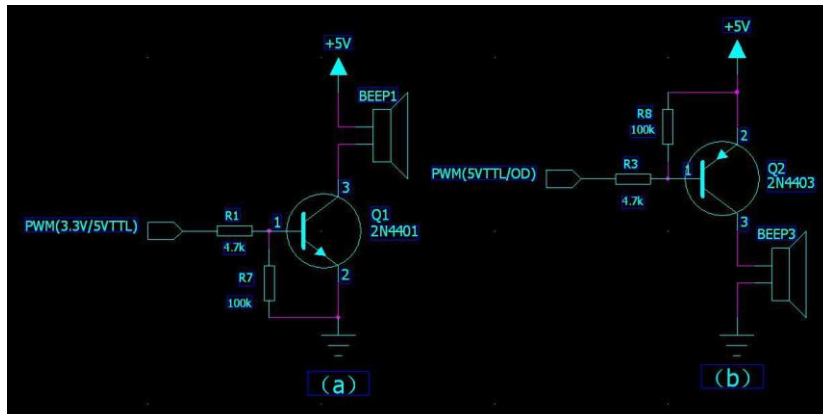 +5V
BEEP1
3
Q1
2N4401
PWM(3.3V/5VTTL)
R1
4.7k
1
2
R7
100k
(a)
+5V
R8
100k
2
Q2
2N4403
PWM(5VTTL/OD)
R3
4.7k
1
3
BEEP3
(b)